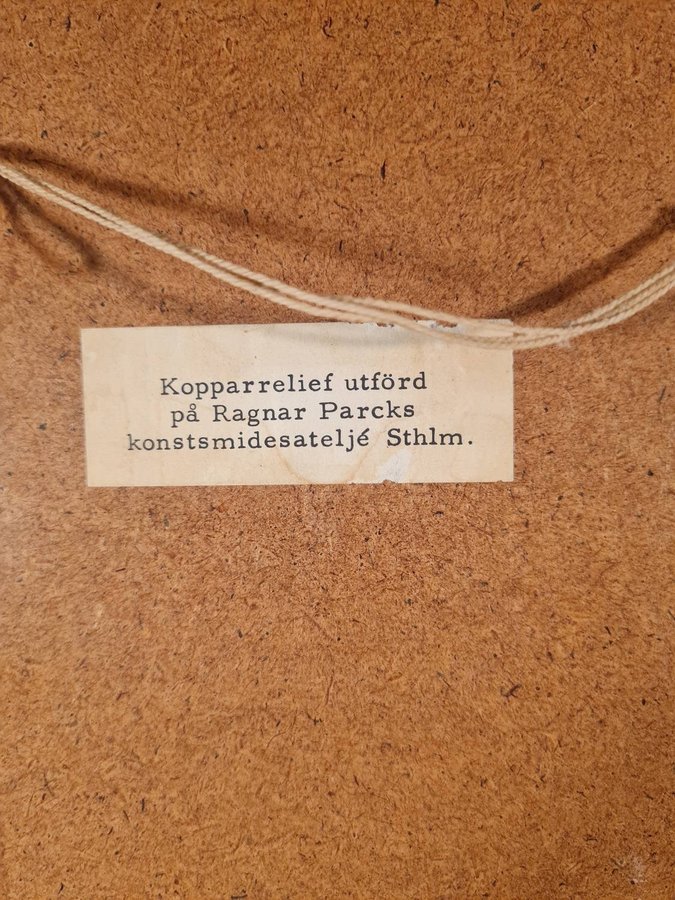 Kopparrelief utförd
på Ragnar Parcks
konstsmidesateljé Sthlm.